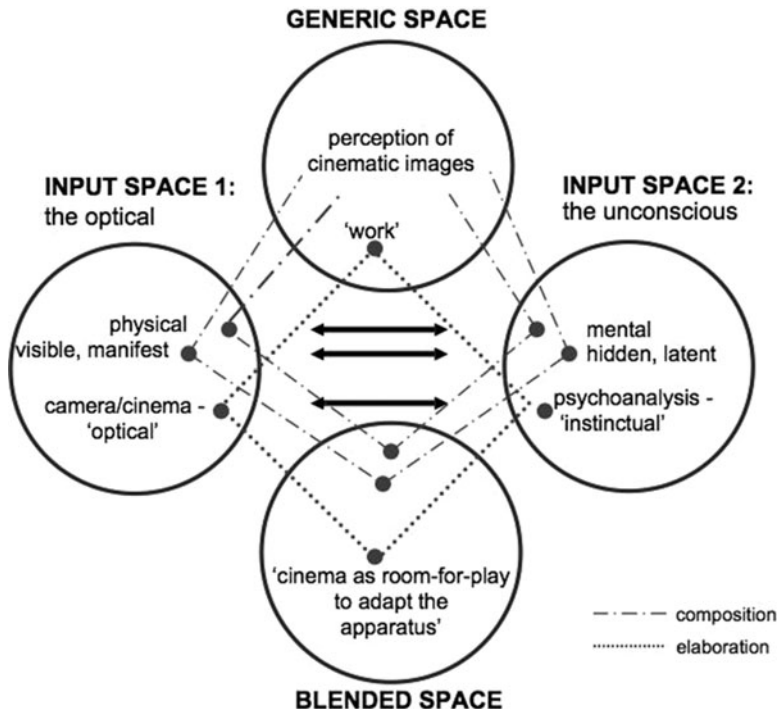 GENERIC SPACE
perception of
cinematic images
INPUT SPACE 1:
the optical
INPUT SPACE 2:
the unconscious
‘work’
physical
visible, manifest
mental
hidden, latent
camera/cinema -
‘optical’
psychoanalysis -
‘instinctual’
‘cinema as room-for-play
to adapt the
apparatus’
composition
elaboration
BLENDED SPACE